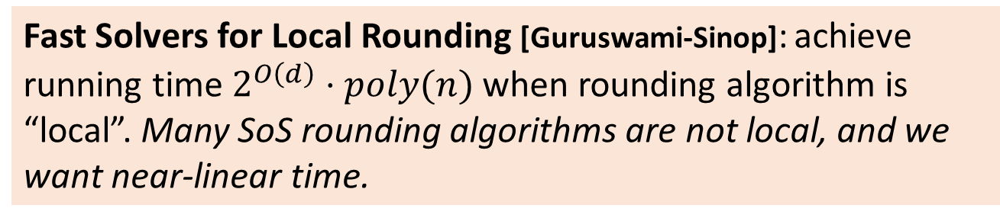 Fast Solvers for Local Rounding [Guruswami-Sinop]: achieve
running time $2^{O(d)} \cdot poly(n)$ when rounding algorithm is
“local”. Many SoS rounding algorithms are not local, and we
want near-linear time.